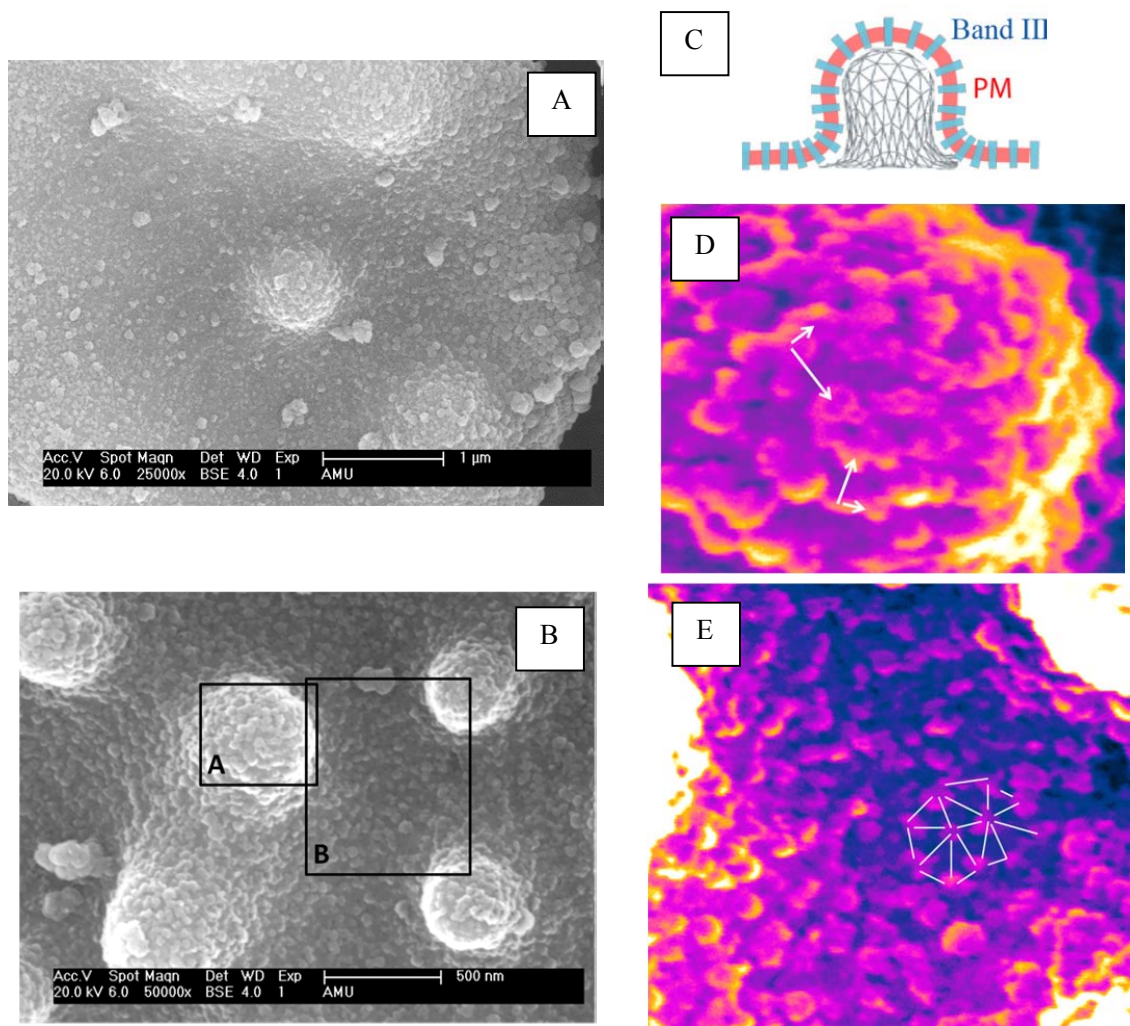 A
Acc.V Spot Magn Det WD Exp 1 µm
20.0 kV 6.0 25000x BSE 4.0 1 AMU
B
A
B
Acc.V Spot Magn Det WD Exp 500 nm
20.0 kV 6.0 50000x BSE 4.0 1 AMU
C
Band III
PM
D
E